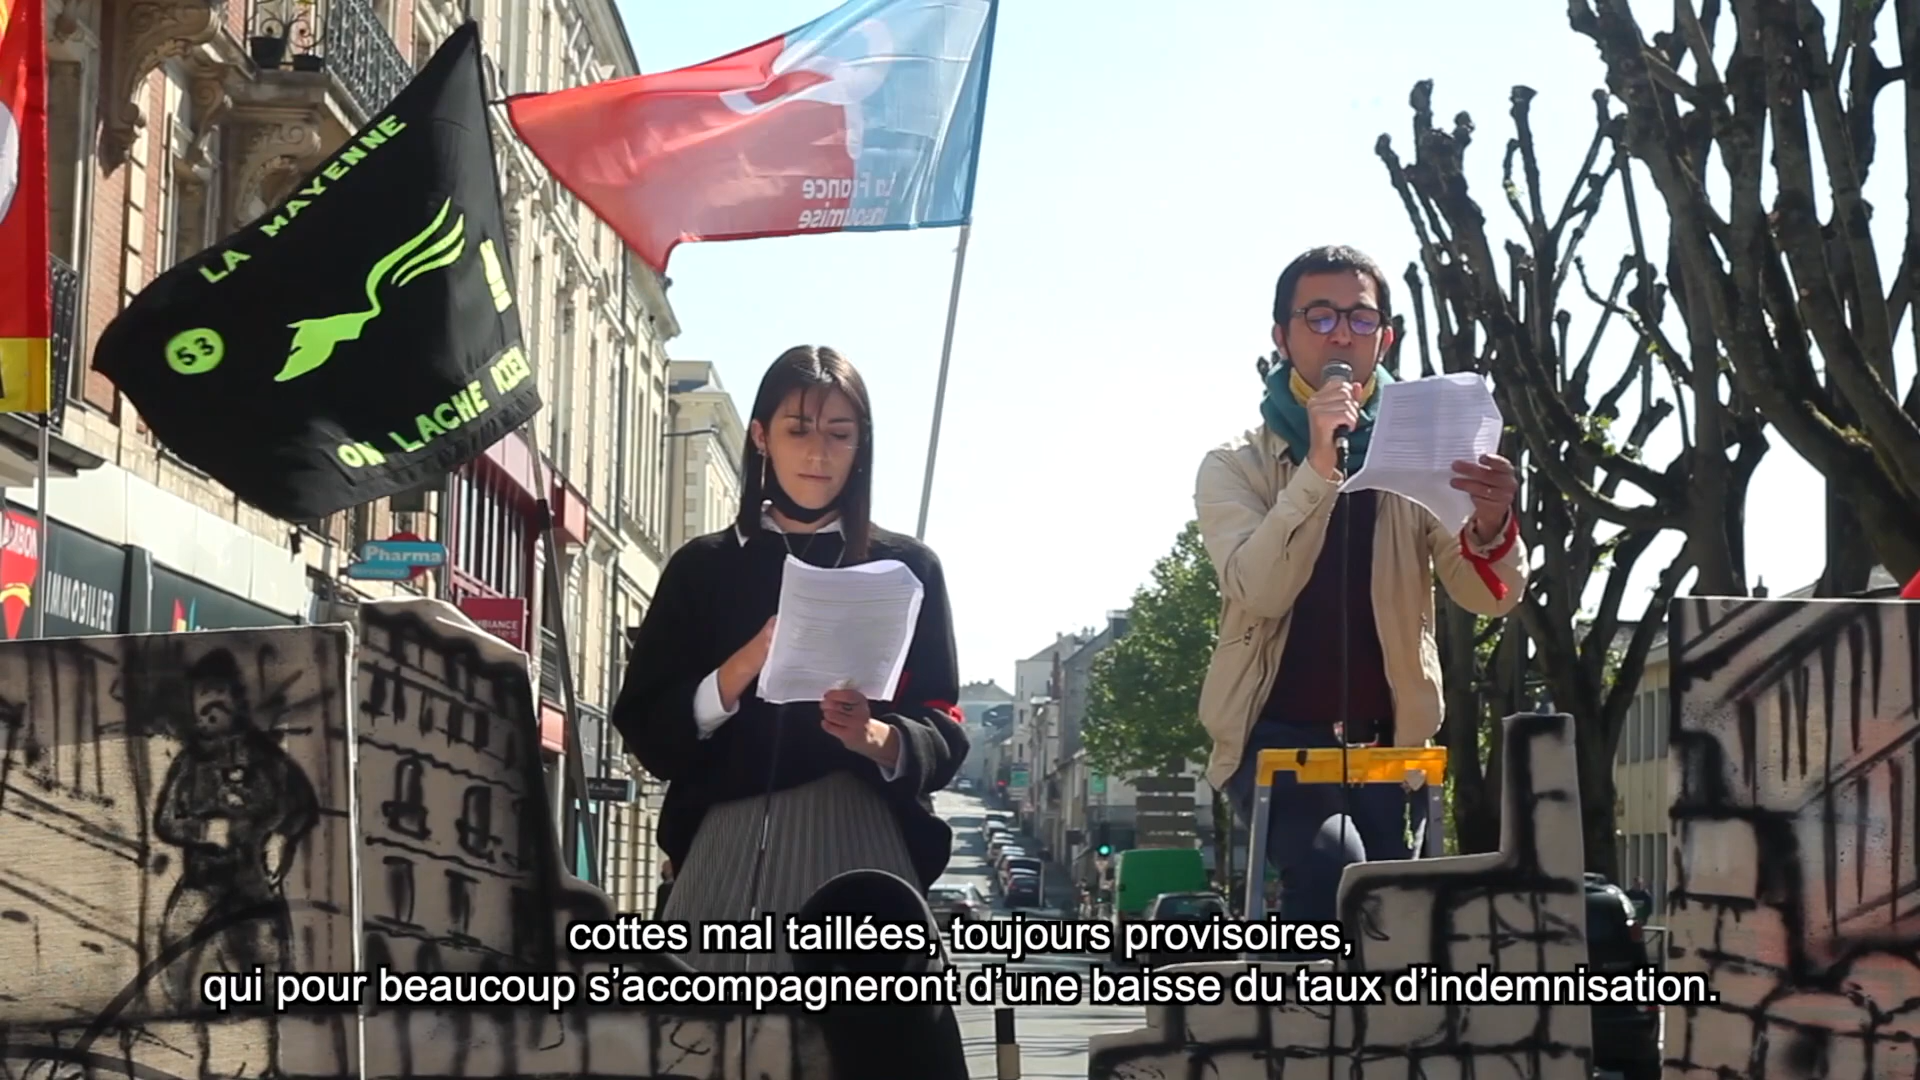 LA MAYENNE
53
!!!
ON LACHE RIEN
La France
insoumise
Pharma
IMMOBILIER
cottes mal taillées, toujours provisoires,
qui pour beaucoup s’accompagneront d’une baisse du taux d’indemnisation.